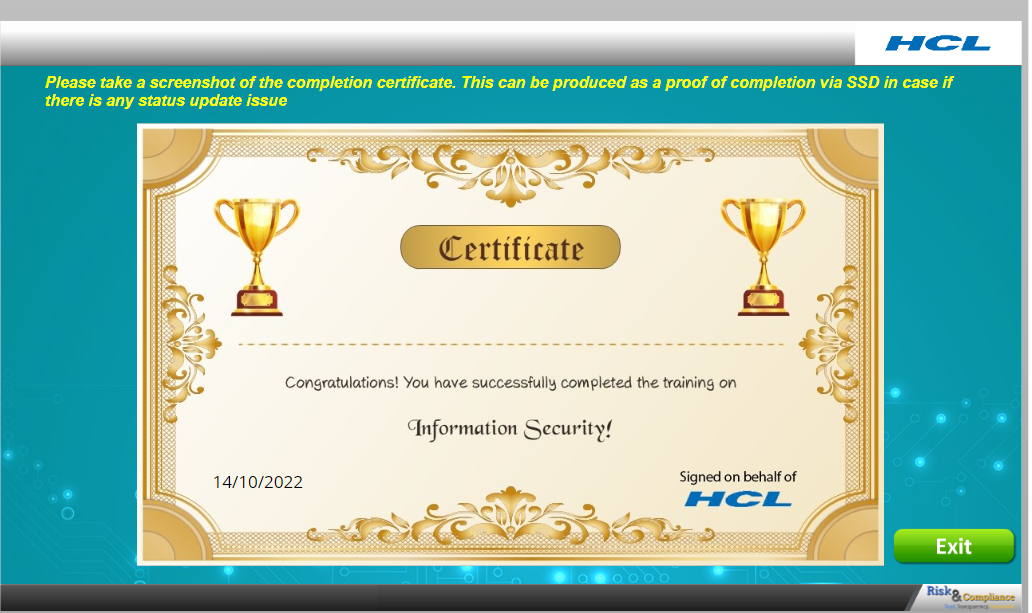 HCL
Please take a screenshot of the completion certificate. This can be produced as a proof of completion via SSD in case if
there is any status update issue
Certificate
Congratulations! You have successfully completed the training on
Information Security!
14/10/2022
Signed on behalf of
HCL
Exit
Risk & Compliance